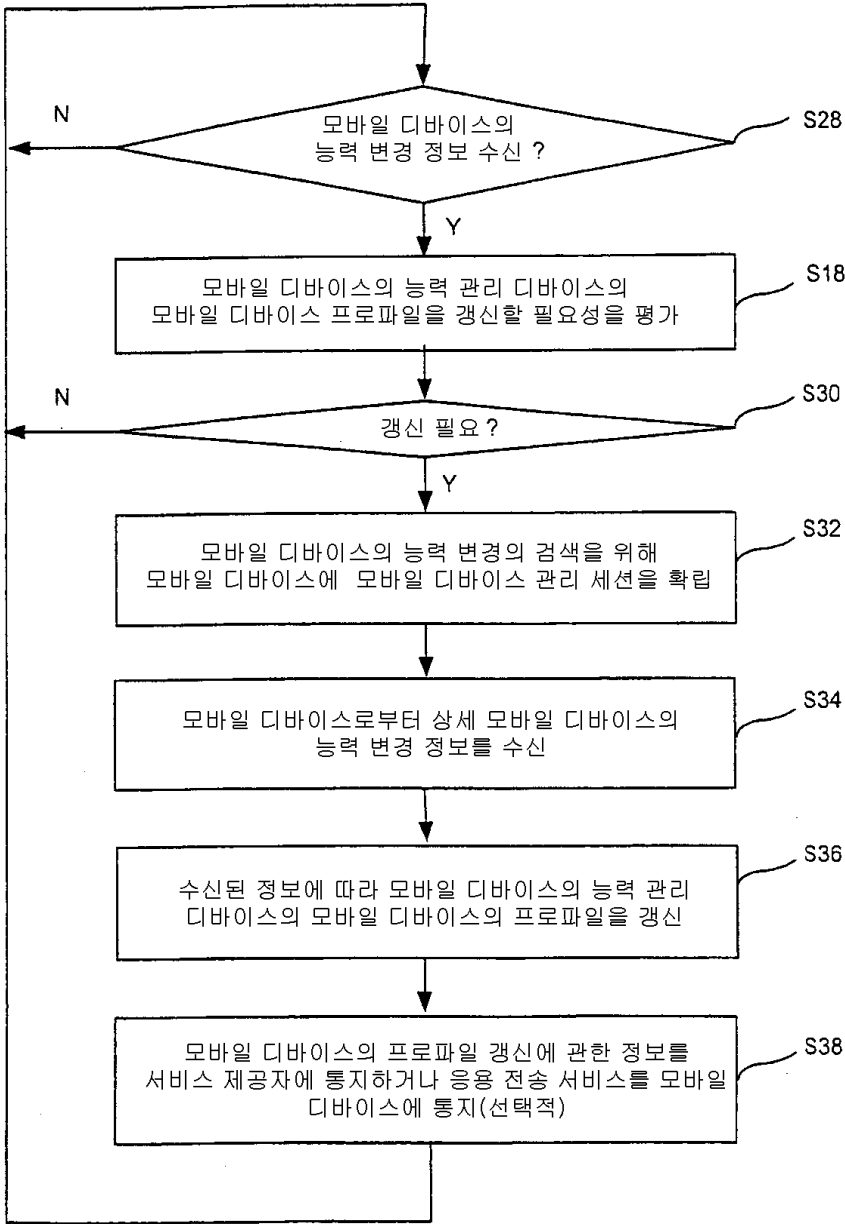 모바일 디바이스의
능력 변경 정보 수신 ?
S28
N
Y
모바일 디바이스의 능력 관리 디바이스의
모바일 디바이스 프로파일을 갱신할 필요성을 평가
S18
갱신 필요 ?
S30
N
Y
모바일 디바이스의 능력 변경의 검색을 위해
모바일 디바이스에 모바일 디바이스 관리 세션을 확립
S32
모바일 디바이스로부터 상세 모바일 디바이스의
능력 변경 정보를 수신
S34
수신된 정보에 따라 모바일 디바이스의 능력 관리
디바이스의 모바일 디바이스의 프로파일을 갱신
S36
모바일 디바이스의 프로파일 갱신에 관한 정보를
서비스 제공자에 통지하거나 응용 전송 서비스를 모바일
디바이스에 통지(선택적)
S38